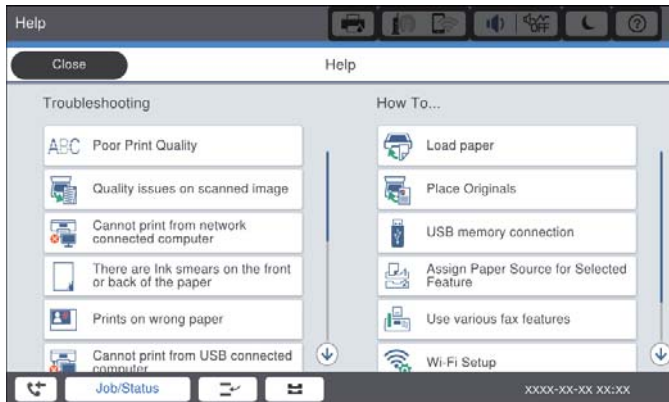 Help
OFF
Close
Help
Troubleshooting
ABC
Poor Print Quality
Quality issues on scanned image
Cannot print from network
connected computer
There are Ink smears on the front
or back of the paper
Prints on wrong paper
Cannot print from USB connected
computer
How To...
Load paper
Place Originals
USB memory connection
Assign Paper Source for Selected
Feature
Use various fax features
Wi-Fi Setup
Job/Status
XXXX-XX-XX XX:XX